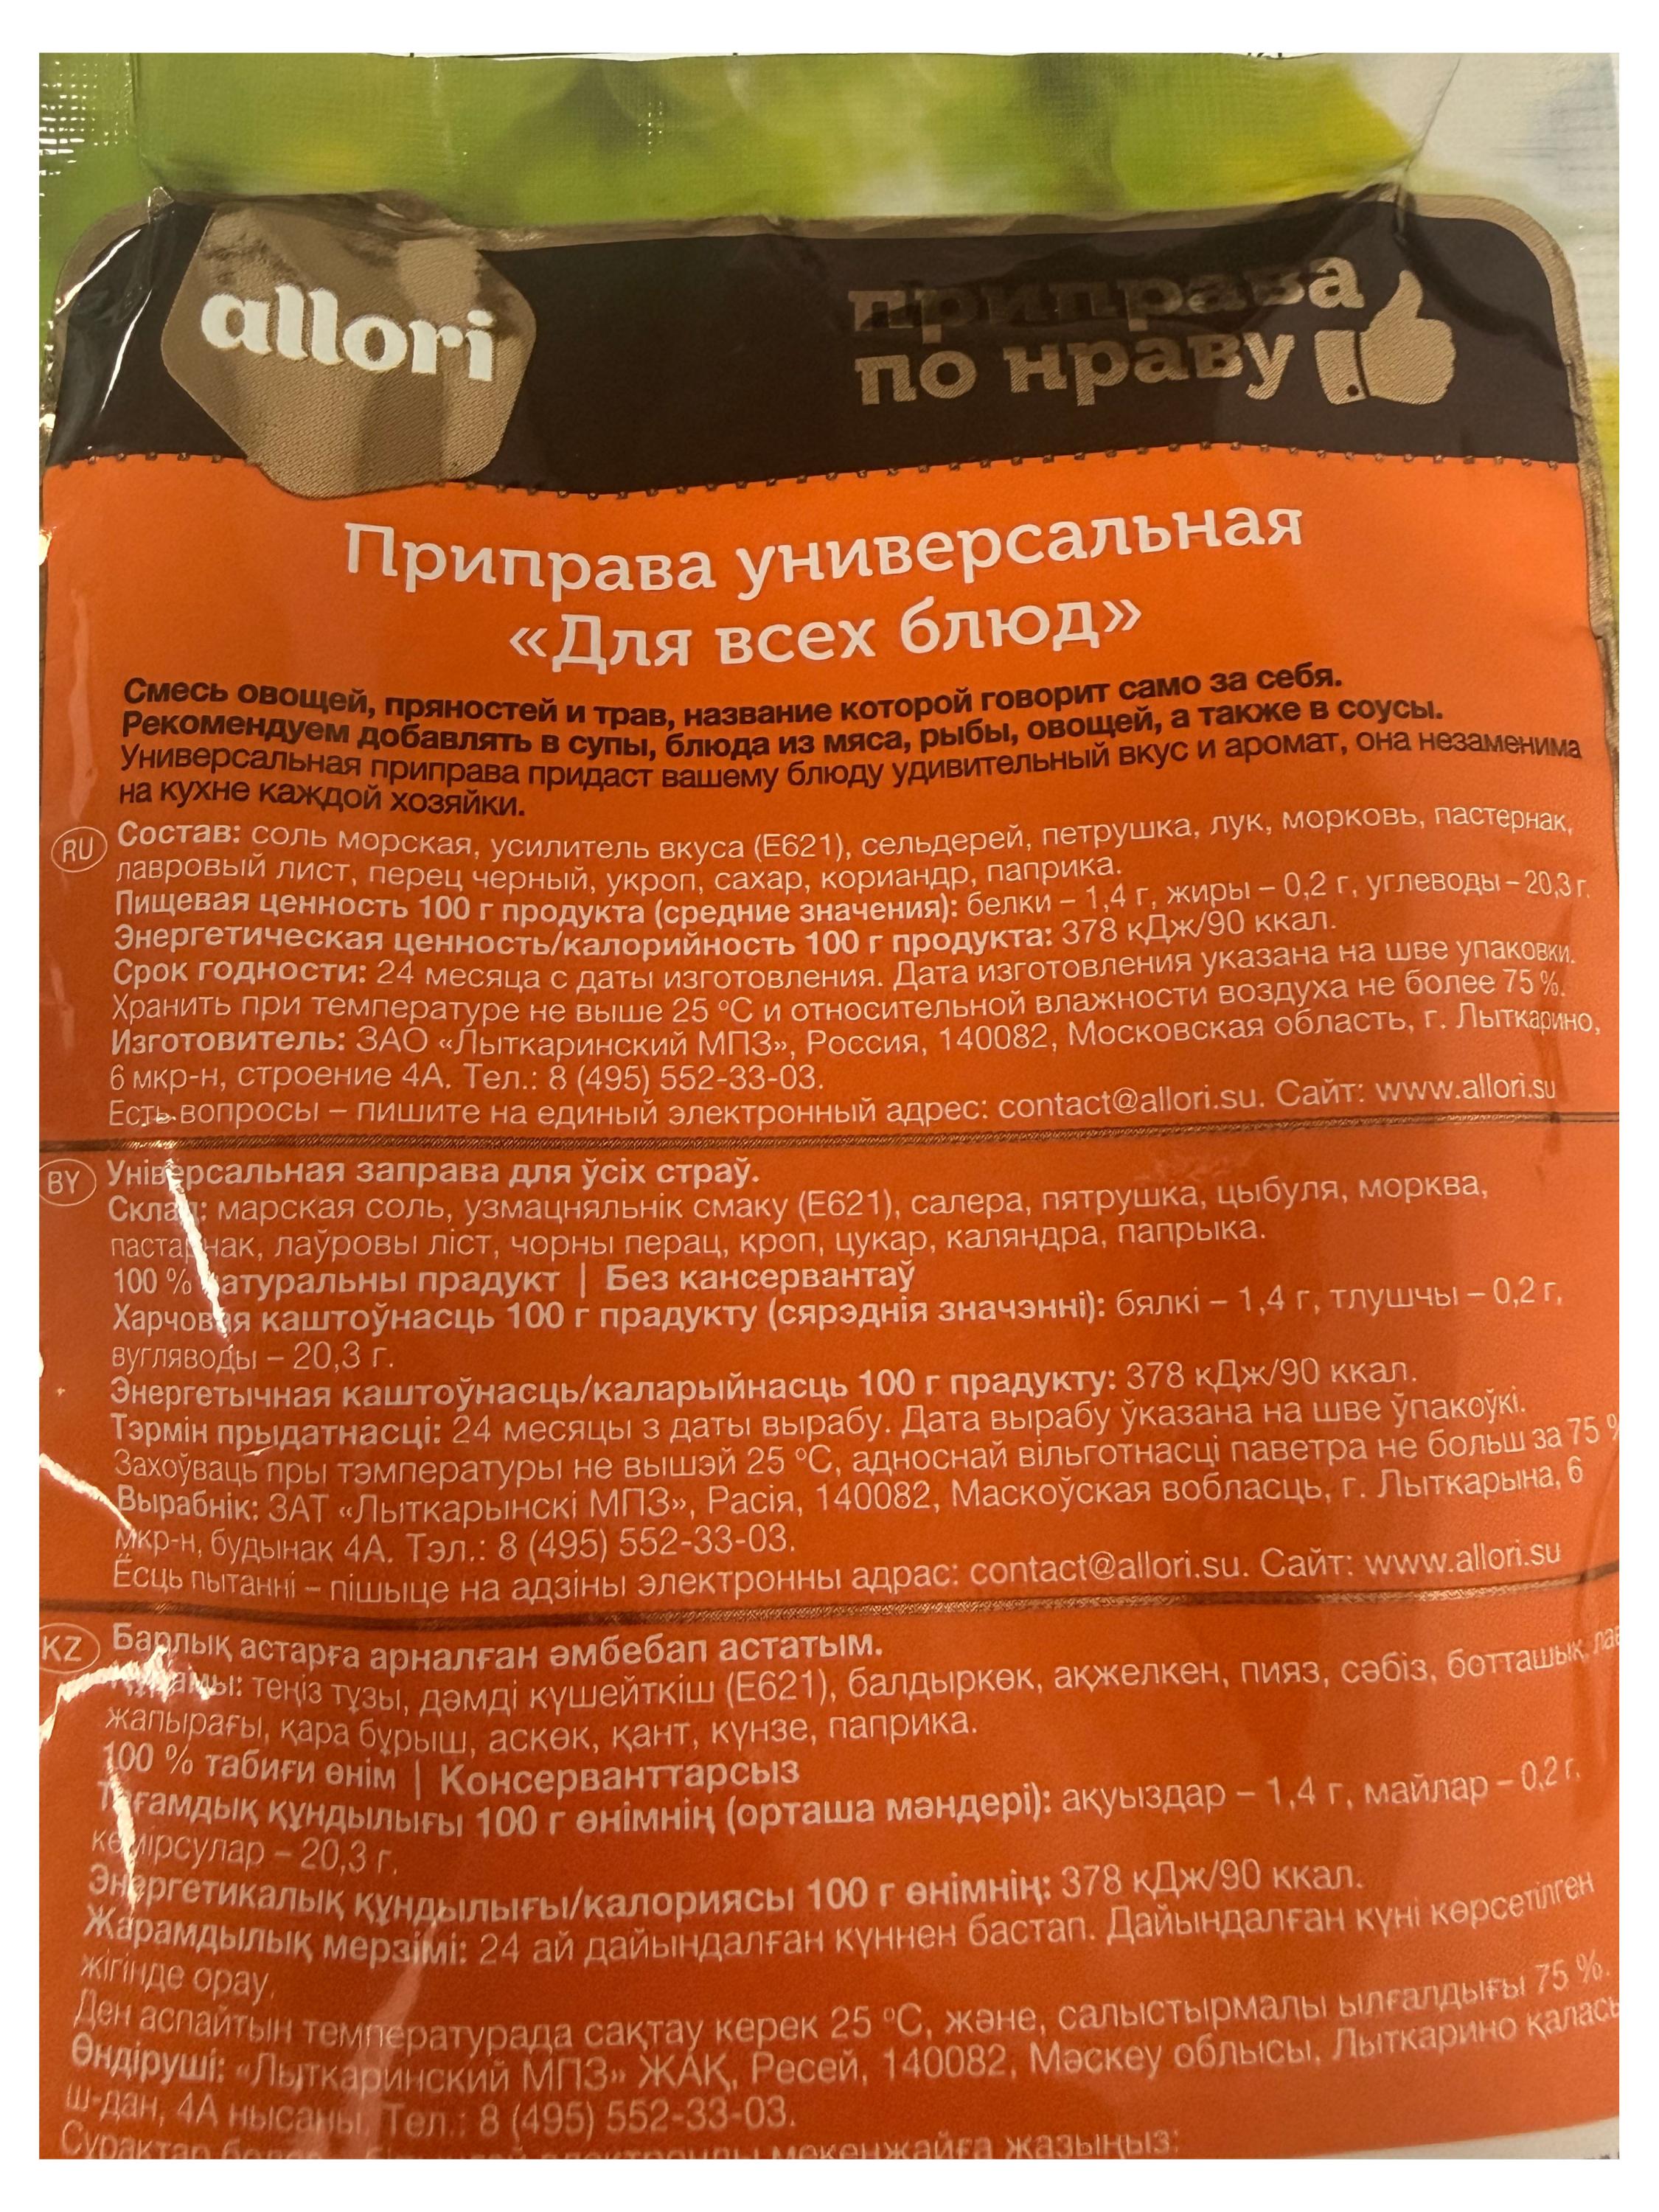 allori
приправа
по нраву
Приправа универсальная
«Для всех блюд»
Смесь овощей, пряностей и трав, название которой говорит само за себя.
Рекомендуем добавлять в супы, блюда из мяса, рыбы, овощей, а также в соусы.
Универсальная приправа придаст вашему блюду удивительный вкус и аромат, она незаменима
на кухне каждой хозяйки.
RU Состав: соль морская, усилитель вкуса (Е621), сельдерей, петрушка, лук, морковь, пастернак,
лавровый лист, перец черный, укроп, сахар, кориандр, паприка.
Пищевая ценность 100 г продукта (средние значения): белки – 1,4 г, жиры – 0,2 г, углеводы – 20,3 г.
Энергетическая ценность/калорийность 100 г продукта: 378 кДж/90 ккал.
Срок годности: 24 месяца с даты изготовления. Дата изготовления указана на шве упаковки.
Хранить при температуре не выше 25 °С и относительной влажности воздуха не более 75 %.
Изготовитель: ЗАО «Лыткаринский МПЗ», Россия, 140082, Московская область, г. Лыткарино,
6 мкр-н, строение 4А. Тел.: 8 (495) 552-33-03.
Есть вопросы – пишите на единый электронный адрес: contact@allori.su. Сайт: www.allori.su
BY Універсальная заправа для ўсіх страў.
Склад: марская соль, узмацняльнік смаку (Е621), салера, пятрушка, цыбуля, морква,
пастарнак, лаўровы ліст, чорны перац, кроп, цукар, каляндра, папрыка.
100 % натуральны прадукт | Без кансервантаў
Харчовая каштоўнасць 100 г прадукту (сярэднія значэнні): бялкі – 1,4 г, тлушчы – 0,2 г,
вугляводы – 20,3 г.
Энергетычная каштоўнасць/каларыйнасць 100 г прадукту: 378 кДж/90 ккал.
Тэрмін прыдатнасці: 24 месяцы з даты вырабу. Дата вырабу ўказана на шве ўпакоўкі.
Захоўваць пры тэмпературы не вышэй 25 °С, адноснай вільготнасці паветра не больш за 75 %
Вырабнік: ЗАТ «Лыткарынскі МПЗ», Расія, 140082, Маскоўская вобласць, г. Лыткарына, 6
мкр-н, будынак 4А. Тэл.: 8 (495) 552-33-03.
Ёсць пытанні – пішыце на адзіны электронны адрас: contact@allori.su. Сайт: www.allori.su
KZ Барлық астарға арналған әмбебап астатым.
теңіз тұзы, дәмді күшейткіш (Е621), балдыркөк, ақжелкен, пияз, сәбіз, ботташық, лав
жапырағы, қара бұрыш, аскөк, қант, күнзе, паприка.
100 % табиғи өнім | Консерванттарсыз
Тағамдық құндылығы 100 г өнімнің (орташа мәндері): ақуыздар – 1,4 г, майлар – 0,2 г,
көмірсулар – 20,3 г.
Энергетикалық құндылығы/калориясы 100 г өнімнің: 378 кДж/90 ккал.
Жарамдылық мерзімі: 24 ай дайындалған күннен бастап. Дайындалған күні көрсетілген
жігінде орау.
Ден аспайтын температурада сақтау керек 25 °С, және, салыстырмалы ылғалдығы 75 %.
Өндіруші: «Лыткаринский МПЗ» ЖАҚ, Ресей, 140082, Мәскеу облысы, Лыткарино қаласы
ш-дан, 4А нысаны. Тел.: 8 (495) 552-33-03.
мекенжайға жазыңыз: